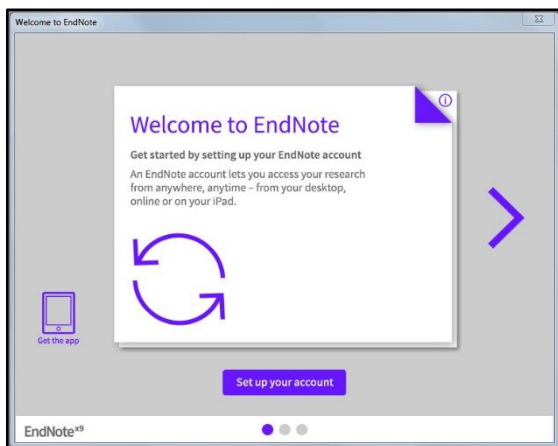 Welcome to EndNote
Welcome to EndNote
Get started by setting up your EndNote account
An EndNote account lets you access your research
from anywhere, anytime – from your desktop,
online or on your iPad.
Get the app
Set up your account
EndNote x9